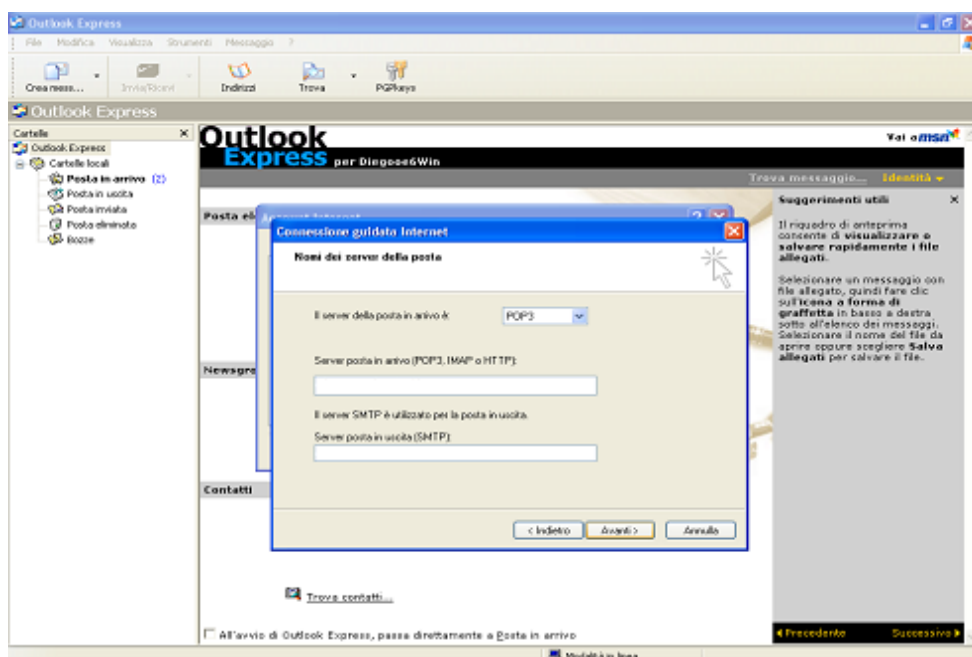 Outlook Express
File Modifica Visualizza Strumenti Messaggio ?
Crea mess... Invia/Ricevi Indirizzi Trova PGPkeys
Outlook Express
Cartelle
Outlook Express
Cartelle locali
Posta in arrivo (2)
Posta in uscita
Posta inviata
Posta eliminata
Bozze
Outlook
Express per Diegooe6Win
Vai a msn
Trova messaggio... Identità
Posta el
Newsgro
Contatti
Trova contatti...
All'avvio di Outlook Express, passa direttamente a Posta in arrivo
Account Internet
Connessione guidata Internet
Nomi dei server della posta
Il server della posta in arrivo è: POP3
Server posta in arrivo (POP3, IMAP o HTTP):
Il server SMTP è utilizzato per la posta in uscita.
Server posta in uscita (SMTP):
< Indietro Avanti > Annulla
Suggerimenti utili
Il riquadro di anteprima
consente di visualizzare e
salvare rapidamente i file
allegati.
Selezionare un messaggio con
file allegato, quindi fare clic
sull'icona a forma di
graffetta in basso a destra
sotto all'elenco dei messaggi.
Selezionare il nome del file da
aprire oppure scegliere Salva
allegati per salvare il file.
Precedente Successivo
Modalità in linea